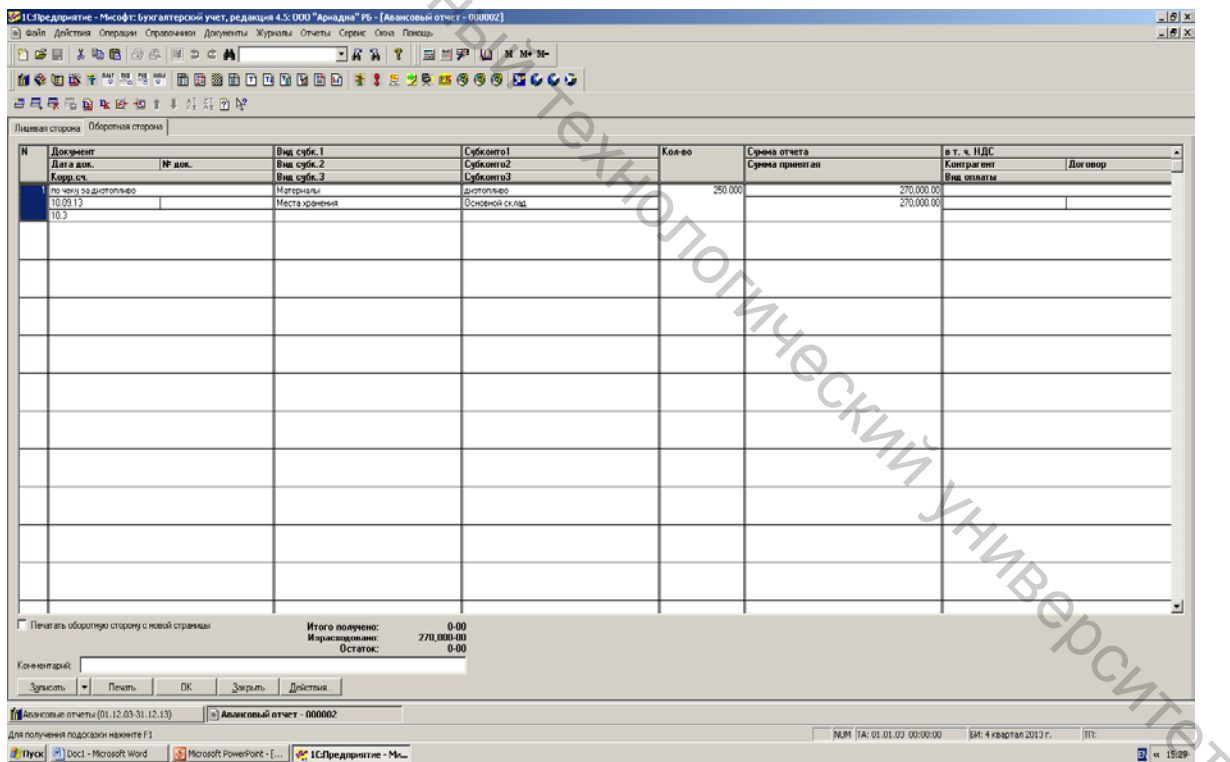 1С:Предприятие - Мисофт: Бухгалтерский учет, редакция 4.5: ООО "Ариадна" РБ - [Авансовый отчет - 000002]
Файл Действия Операции Справочники Документы Журналы Отчеты Сервис Окна Помощь
M M+ M-
Лицевая сторона Оборотная сторона
N Документ Вид субк.1 Субконто1 Кол-во Сумма отчета в т. ч. НДС
Дата док. № док. Вид субк.2 Субконто2 Сумма принятая Контрагент Договор
Корр.сч. Вид субк.3 Субконто3 Вид оплаты
1 по чеку за дизтопливо Материалы дизтопливо 250.000 270,000.00
10.09.13 Места хранения Основной склад 270,000.00
10.3
Печатать оборотную сторону с новой страницы
Итого получено: 0-00
Израсходовано: 270,000-00
Остаток: 0-00
Комментарий:
Записать Печать OK Закрыть Действия...
Авансовые отчеты (01.12.03-31.12.13) Авансовый отчет - 000002
Для получения подсказки нажмите F1 NUM TA: 01.01.03 00:00:00 БИ: 4 квартал 2013 г. ТП:
Пуск Doc1 - Microsoft Word Microsoft PowerPoint - [... 1С:Предприятие - Ми... EN « 15:29
ный технологический университет